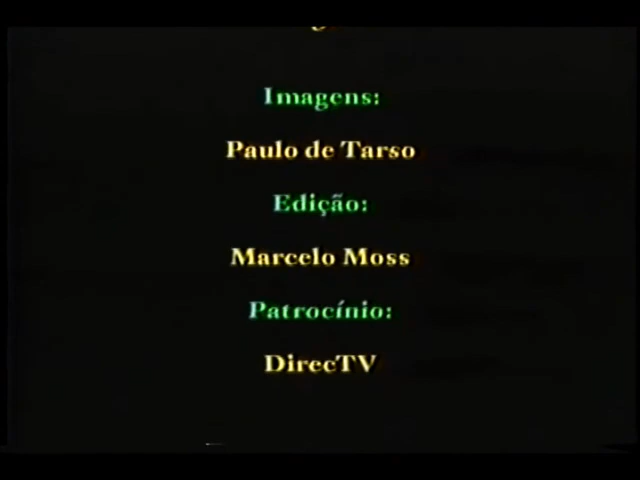 Imagens:
Paulo de Tarso
Edição:
Marcelo Moss
Patrocínio:
DirecTV